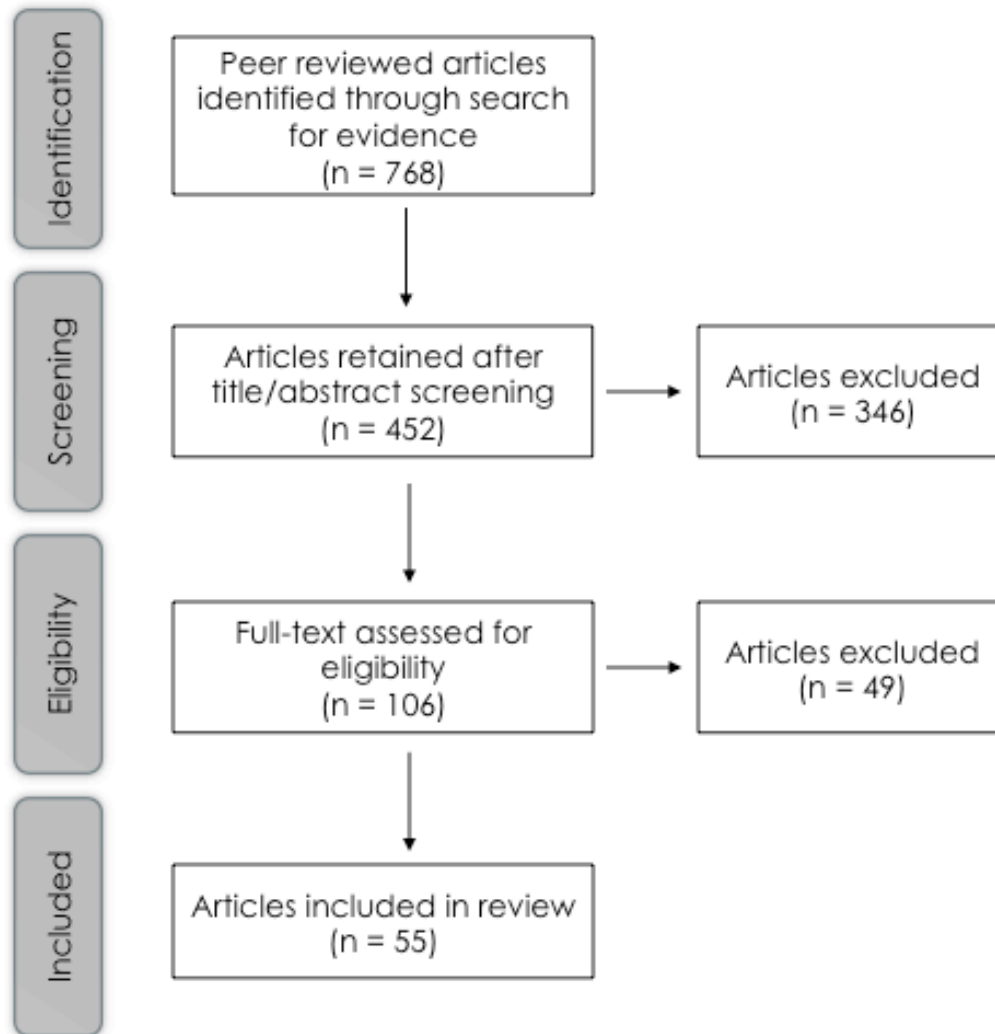 Identification
Peer reviewed articles
identified through search
for evidence
(n = 768)
Screening
Articles retained after
title/abstract screening
(n = 452)
Articles excluded
(n = 346)
Eligibility
Full-text assessed for
eligibility
(n = 106)
Articles excluded
(n = 49)
Included
Articles included in review
(n = 55)